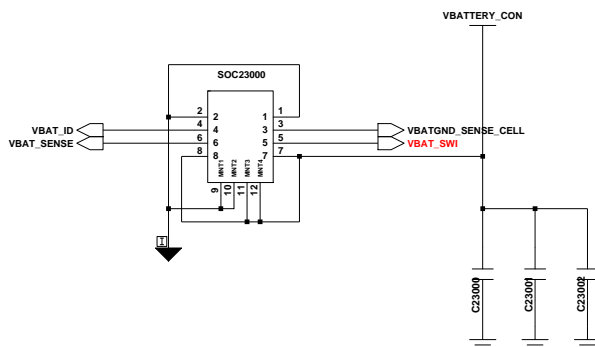 VBATTERY_CON
SOC23000
2 2 1 1
VBAT_ID 4 4 3 3 VBATGND_SENSE_CELL
VBAT_SENSE 6 6 5 5 VBAT_SWI
8 8 7 7
MNT1 MNT2 MNT3 MNT4
9 10 11 12
I
C23000 C23001 C23002